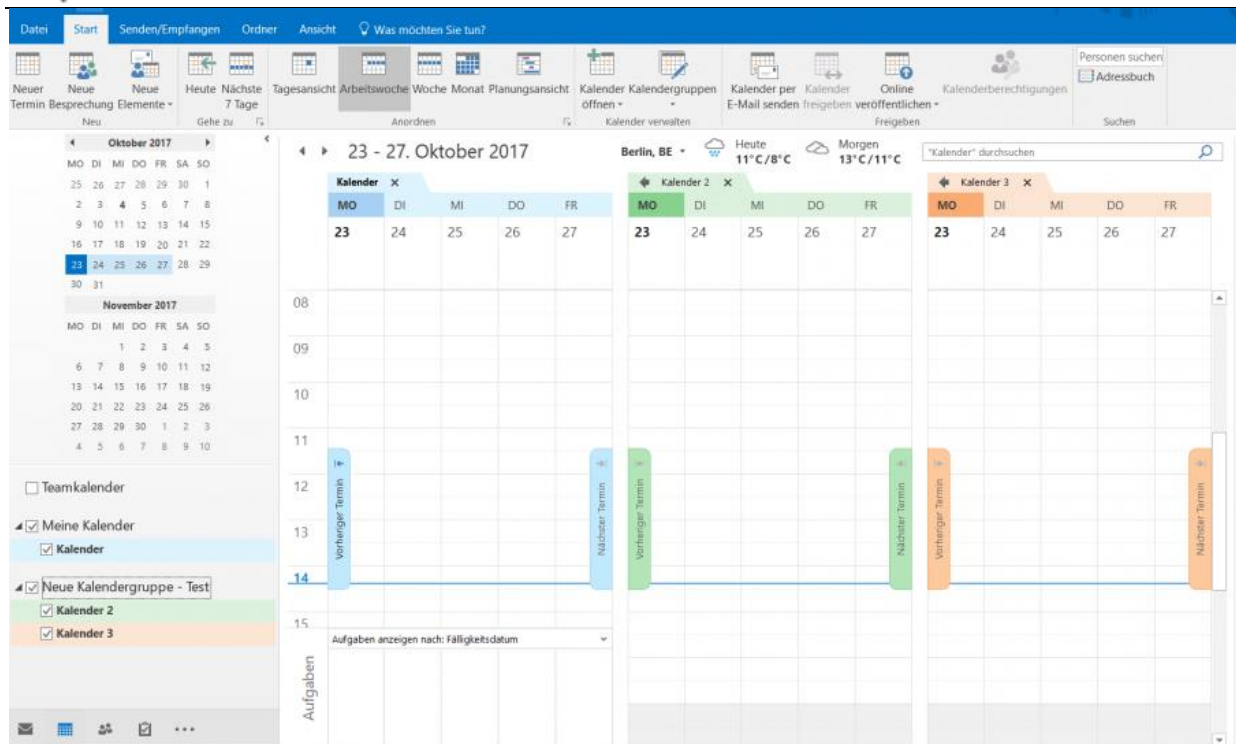 Datei Start Senden/Empfangen Ordner Ansicht Was möchten Sie tun?
Neuer Termin
Neue Besprechung
Neue Elemente
Neu
Heute
Nächste 7 Tage
Gehe zu
Tagesansicht Arbeitswoche Woche Monat Planungsansicht
Anordnen
Kalender öffnen
Kalendergruppen
Kalender verwalten
Kalender per E-Mail senden
Kalender freigeben
Online veröffentlichen
Kalenderberechtigungen
Freigeben
Personen suchen
Adressbuch
Suchen
Oktober 2017
MO DI MI DO FR SA SO
25 26 27 28 29 30 1
2 3 4 5 6 7 8
9 10 11 12 13 14 15
16 17 18 19 20 21 22
23 24 25 26 27 28 29
30 31
November 2017
MO DI MI DO FR SA SO
1 2 3 4 5
6 7 8 9 10 11 12
13 14 15 16 17 18 19
20 21 22 23 24 25 26
27 28 29 30 1 2 3
4 5 6 7 8 9 10
Teamkalender
Meine Kalender
Kalender
Neue Kalendergruppe - Test
Kalender 2
Kalender 3
23 - 27. Oktober 2017
Berlin, BE
Heute
11°C/8°C
Morgen
13°C/11°C
"Kalender" durchsuchen
Kalender
MO DI MI DO FR
23 24 25 26 27
Kalender 2
MO DI MI DO FR
23 24 25 26 27
Kalender 3
MO DI MI DO FR
23 24 25 26 27
08
09
10
11
12
13
14
15
Vorheriger Termin
Nächster Termin
Vorheriger Termin
Nächster Termin
Vorheriger Termin
Nächster Termin
Aufgaben anzeigen nach: Fälligkeitsdatum
Aufgaben